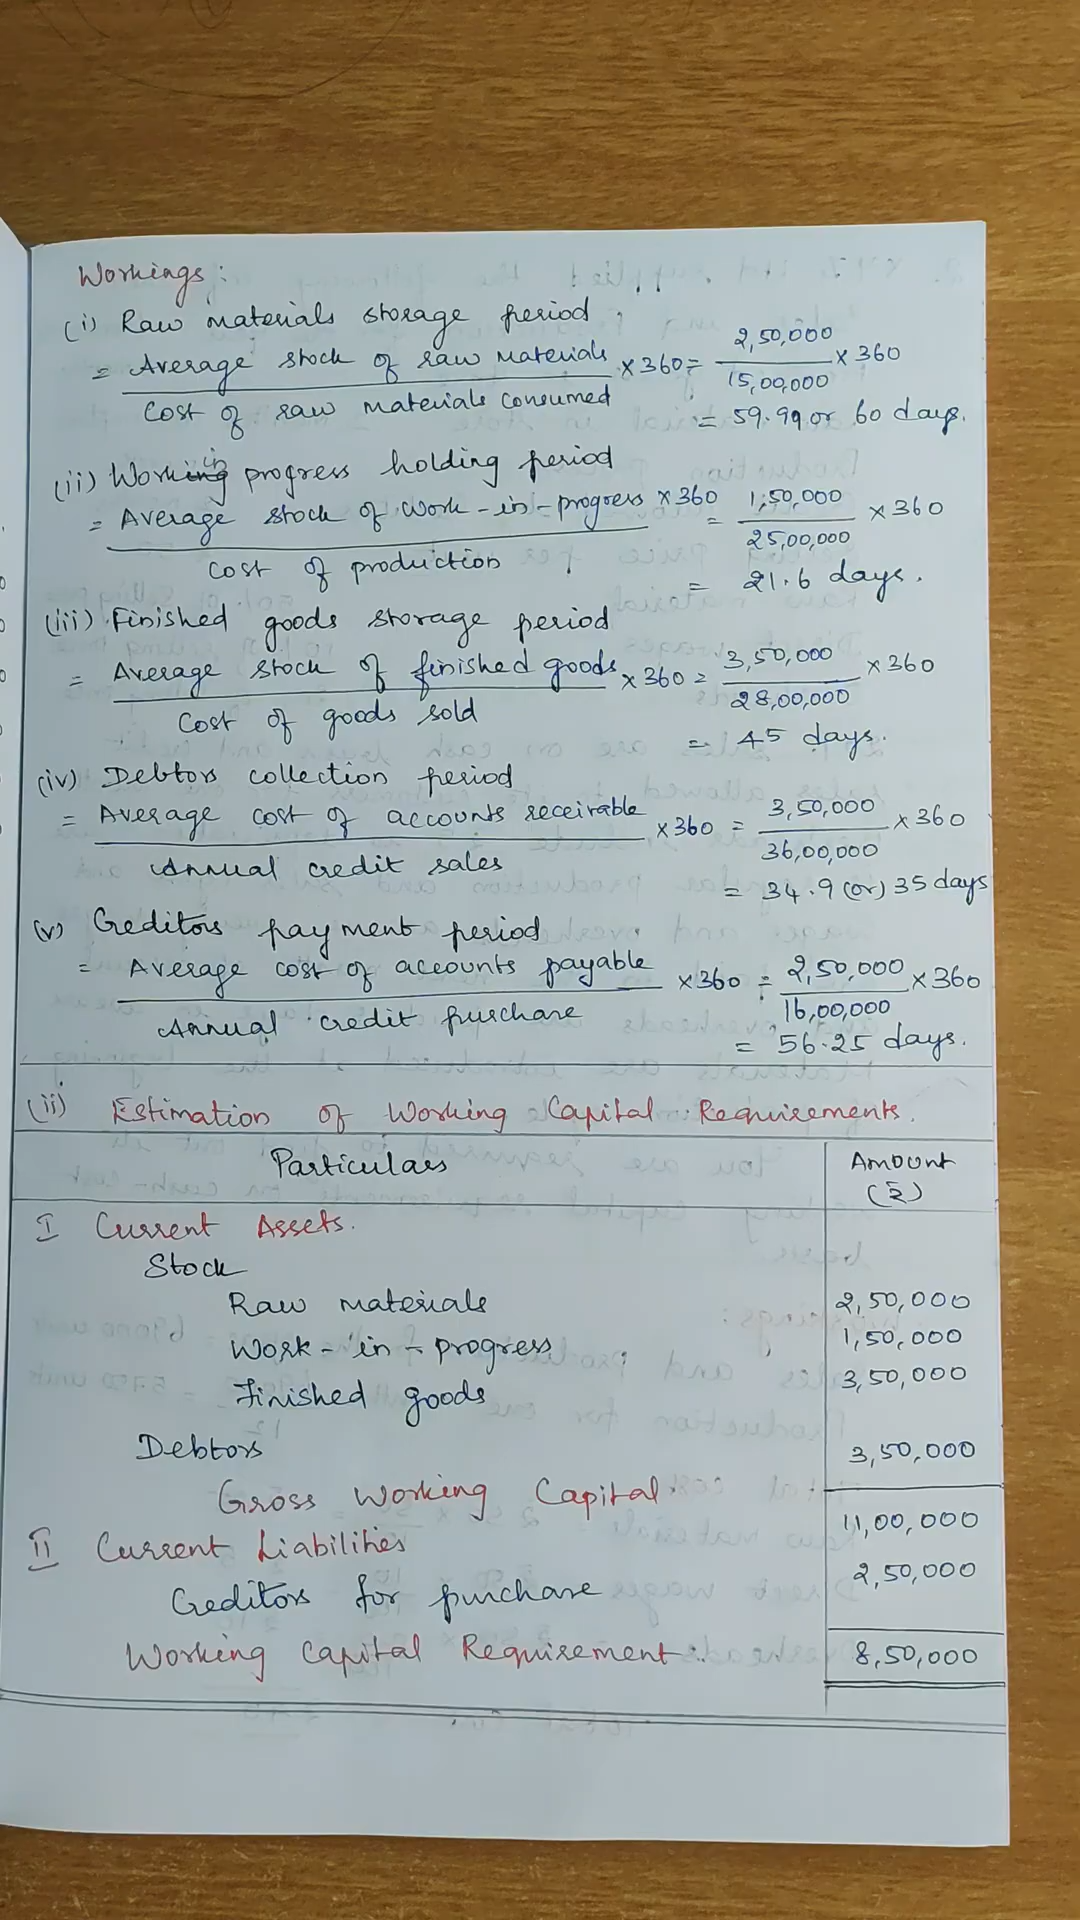 Workings:
(i) Raw materials storage period
= Average stock of raw materials / Cost of raw materials consumed × 360 = 2,50,000 / 15,00,000 × 360
= 59.99 or 60 days.
(ii) Work in progress holding period
= Average stock of work-in-progress / Cost of production × 360 = 1,50,000 / 25,00,000 × 360
= 21.6 days.
(iii) Finished goods storage period
= Average stock of finished goods / Cost of goods sold × 360 = 3,50,000 / 28,00,000 × 360
= 45 days.
(iv) Debtors collection period
= Average cost of accounts receivable / Annual credit sales × 360 = 3,50,000 / 36,00,000 × 360
= 34.9 (or) 35 days
(v) Creditors payment period
= Average cost of accounts payable / Annual credit purchase × 360 = 2,50,000 / 16,00,000 × 360
= 56.25 days.
(ii) Estimation of Working Capital Requirements.
Particulars Amount (₹)
I Current Assets.
Stock
Raw materials 2,50,000
Work-in-progress 1,50,000
Finished goods 3,50,000
Debtors 3,50,000
Gross Working Capital 11,00,000
II Current Liabilities
Creditors for purchase 2,50,000
Working Capital Requirement: 8,50,000